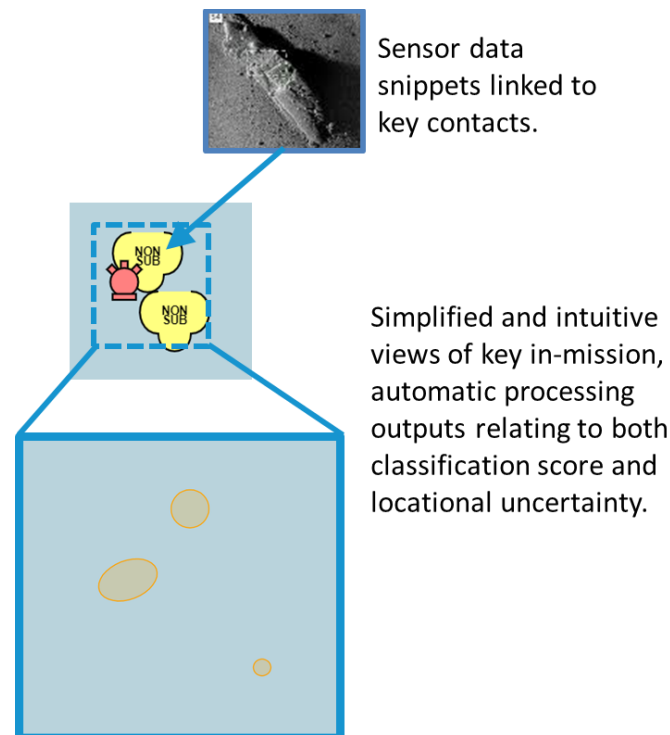 54
Sensor data
snippets linked to
key contacts.
NON
SUB
NON
SUB
Simplified and intuitive
views of key in-mission,
automatic processing
outputs relating to both
classification score and
locational uncertainty.